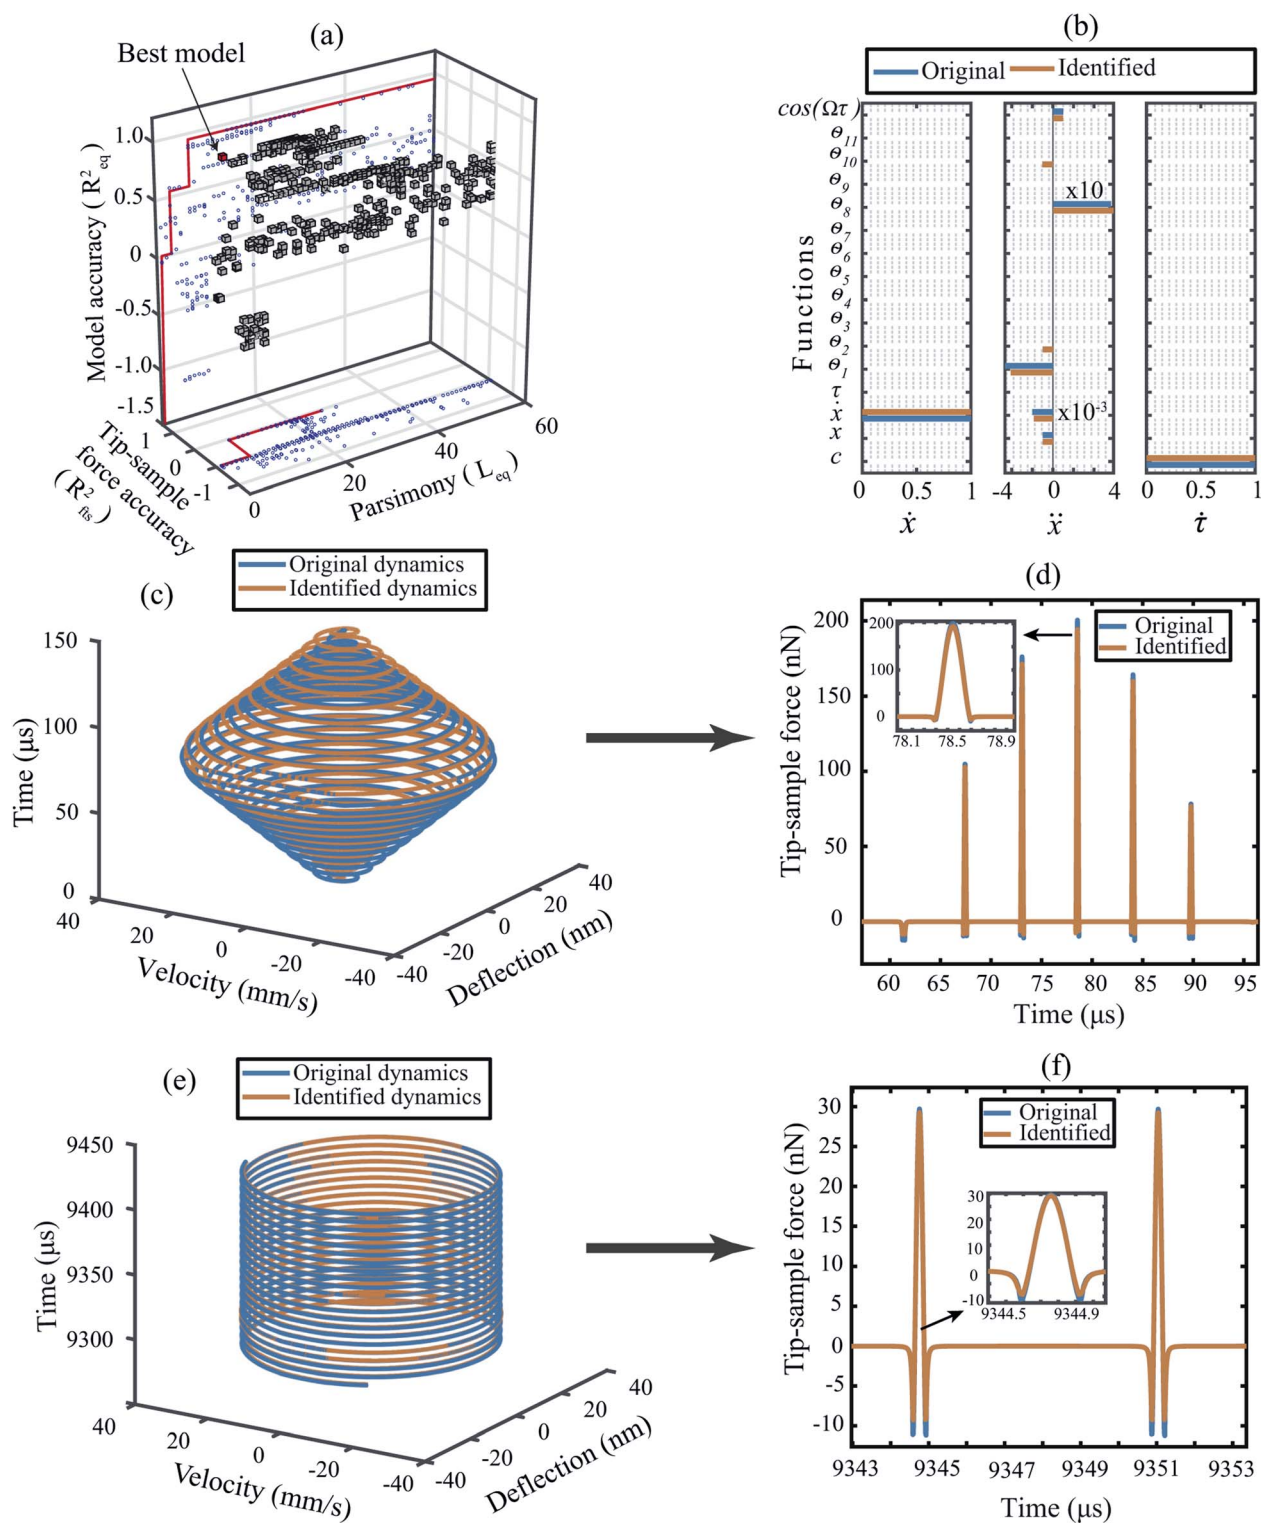 (a)
Best model
Model accuracy ( R²eq )
1.0
0.5
0
-0.5
-1.0
-1.5
1
0
-1
Tip-sample
force accuracy
( R²fts )
0
20
40
60
Parsimony ( Leq )
(b)
Original
Identified
Functions
cos(Ωτ)
Θ11
Θ10
Θ9
Θ8
Θ7
Θ6
Θ5
Θ4
Θ3
Θ2
Θ1
τ
ẋ
x
c
x10
x10⁻³
0 0.5 1
-4 0 4
0 0.5 1
ẋ
ẍ
τ̇
(c)
Original dynamics
Identified dynamics
Time (μs)
150
100
50
0
40
20
0
-20
-40
Velocity (mm/s)
-40
-20
0
20
40
Deflection (nm)
(d)
Original
Identified
Tip-sample force (nN)
200
150
100
50
0
200
100
0
78.1 78.5 78.9
60 65 70 75 80 85 90 95
Time (μs)
(e)
Original dynamics
Identified dynamics
Time (μs)
9450
9400
9350
9300
40
20
0
-20
-40
Velocity (mm/s)
-40
-20
0
20
40
Deflection (nm)
(f)
Original
Identified
Tip-sample force (nN)
30
25
20
15
10
5
0
-5
-10
30
20
10
0
-10
9344.5 9344.9
9343 9345 9347 9349 9351 9353
Time (μs)